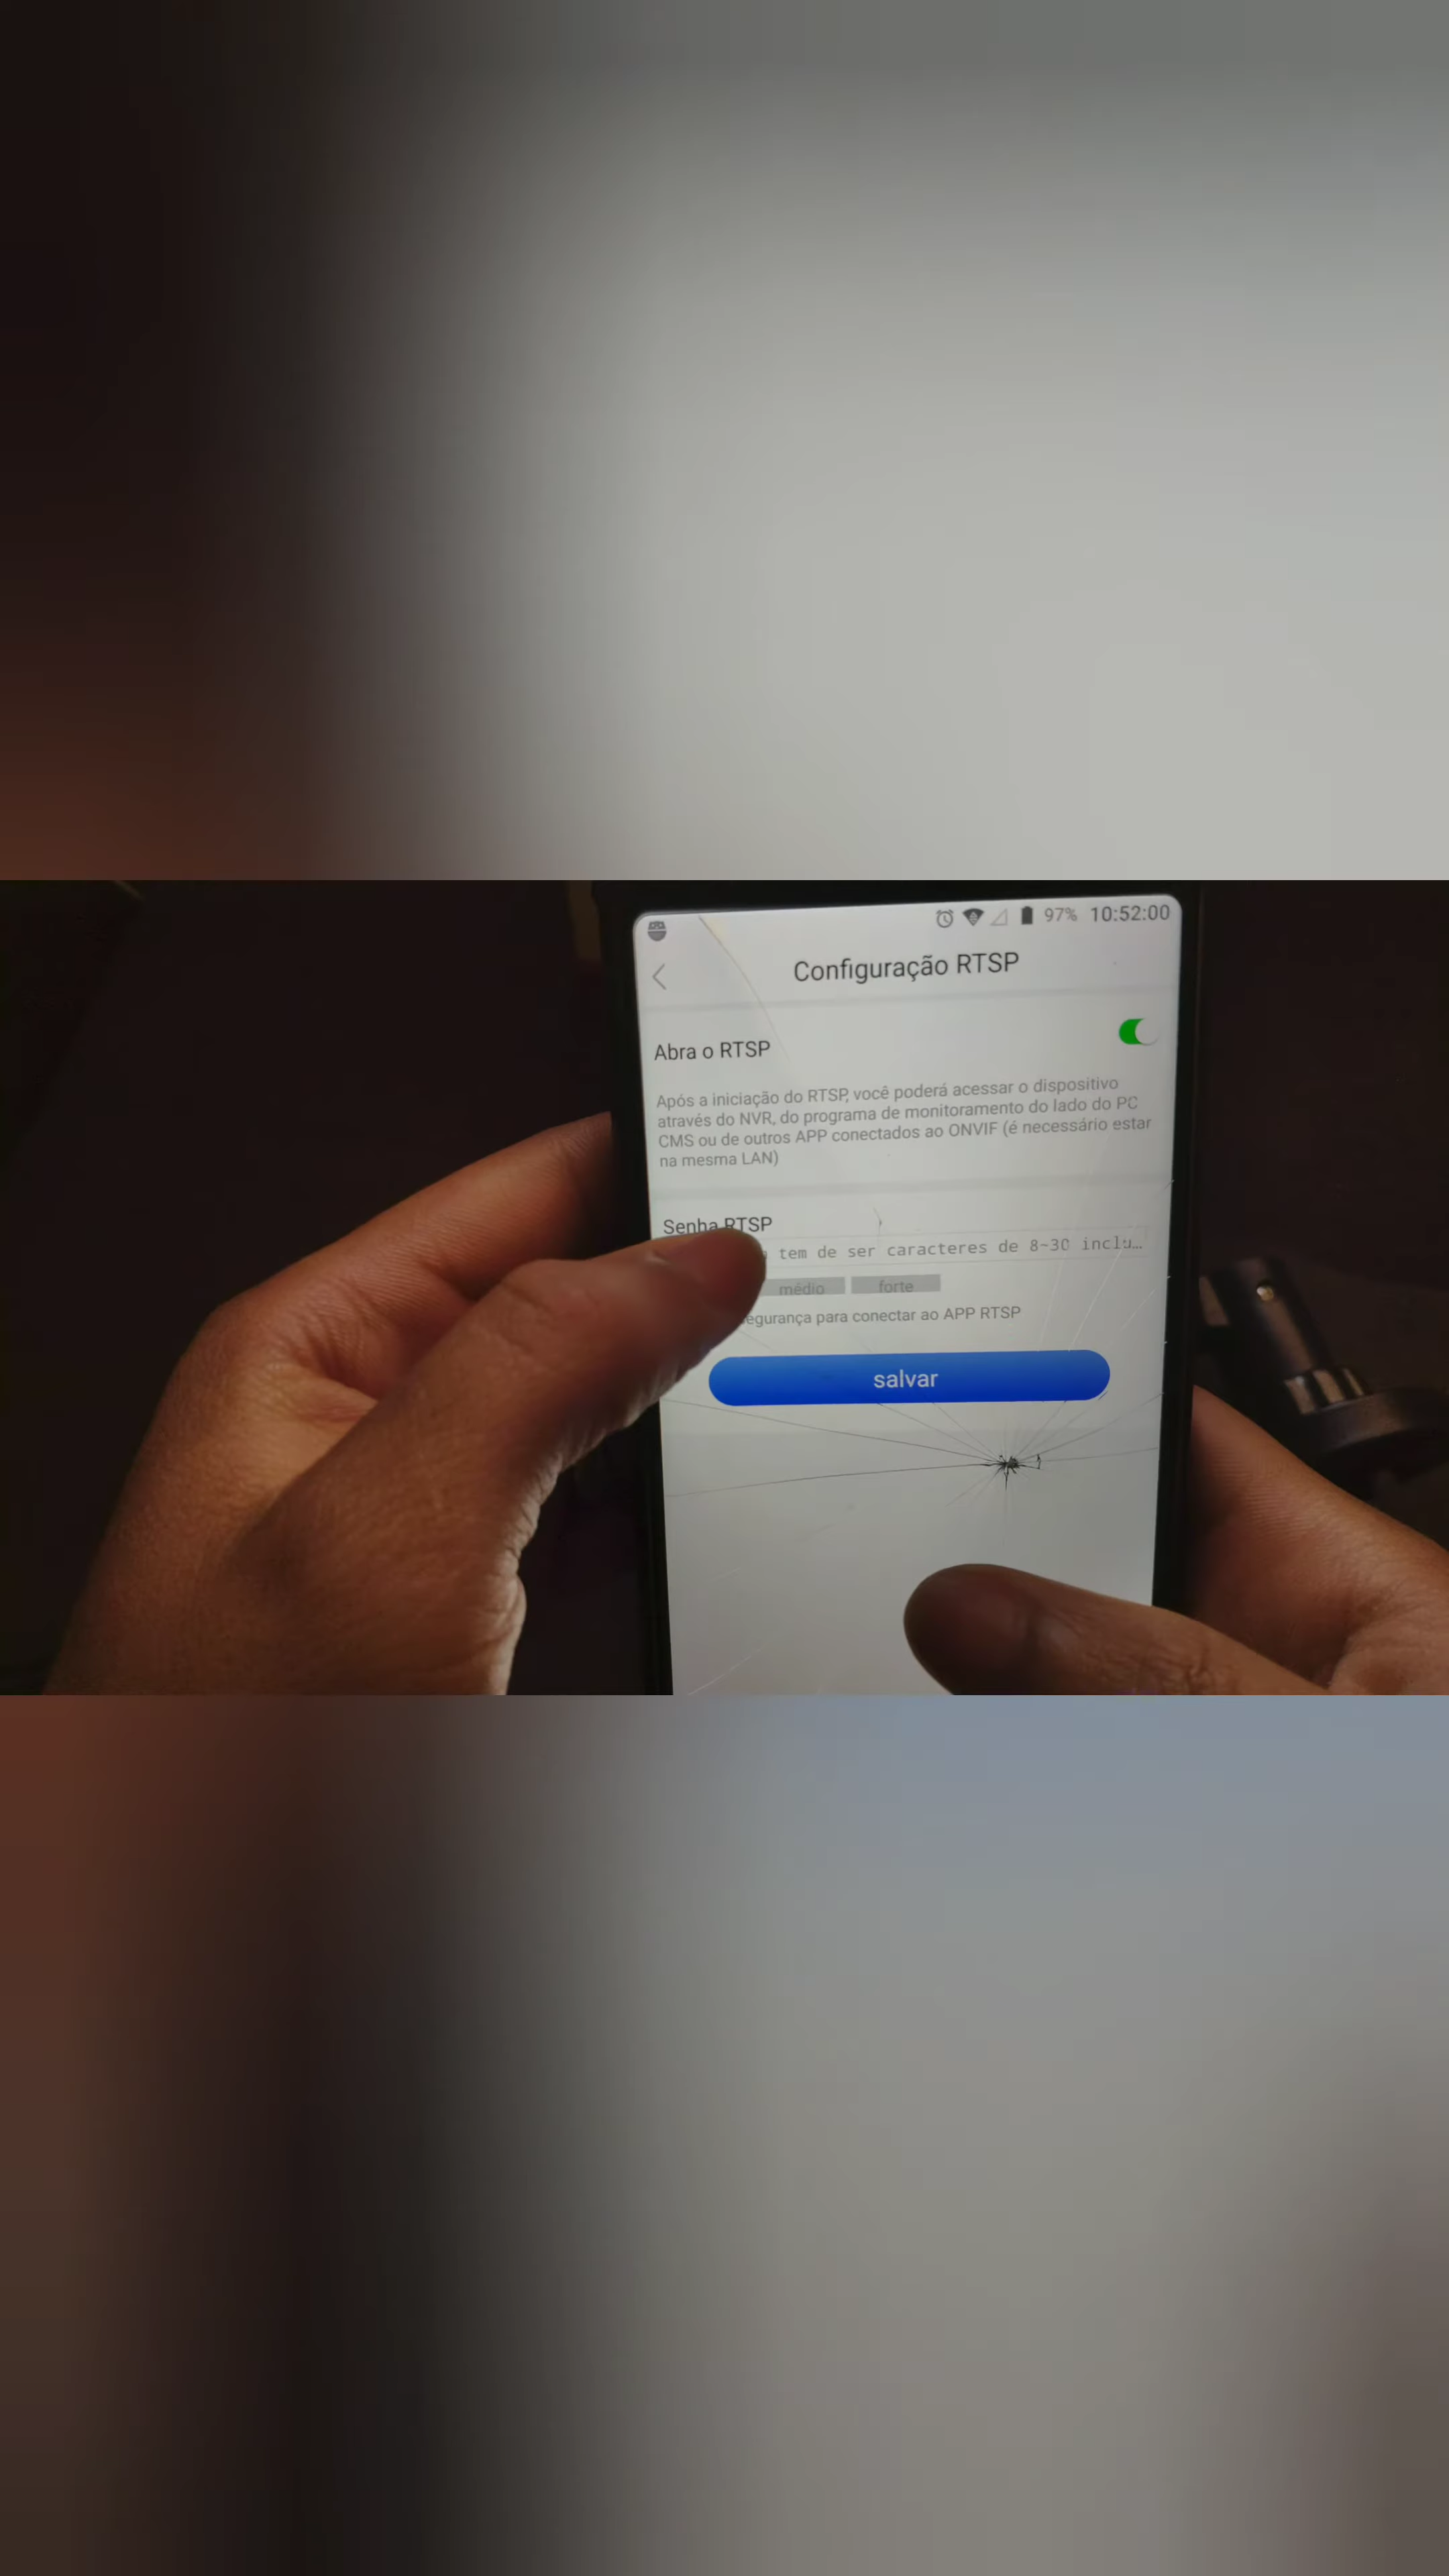 97% 10:52:00
Configuração RTSP
Abra o RTSP
Após a iniciação do RTSP, você poderá acessar o dispositivo
através do NVR, do programa de monitoramento do lado do PC
CMS ou de outros APP conectados ao ONVIF (é necessário estar
na mesma LAN)
Senha RTSP
tem de ser caracteres de 8~30 inclu...
médio forte
para conectar ao APP RTSP
salvar